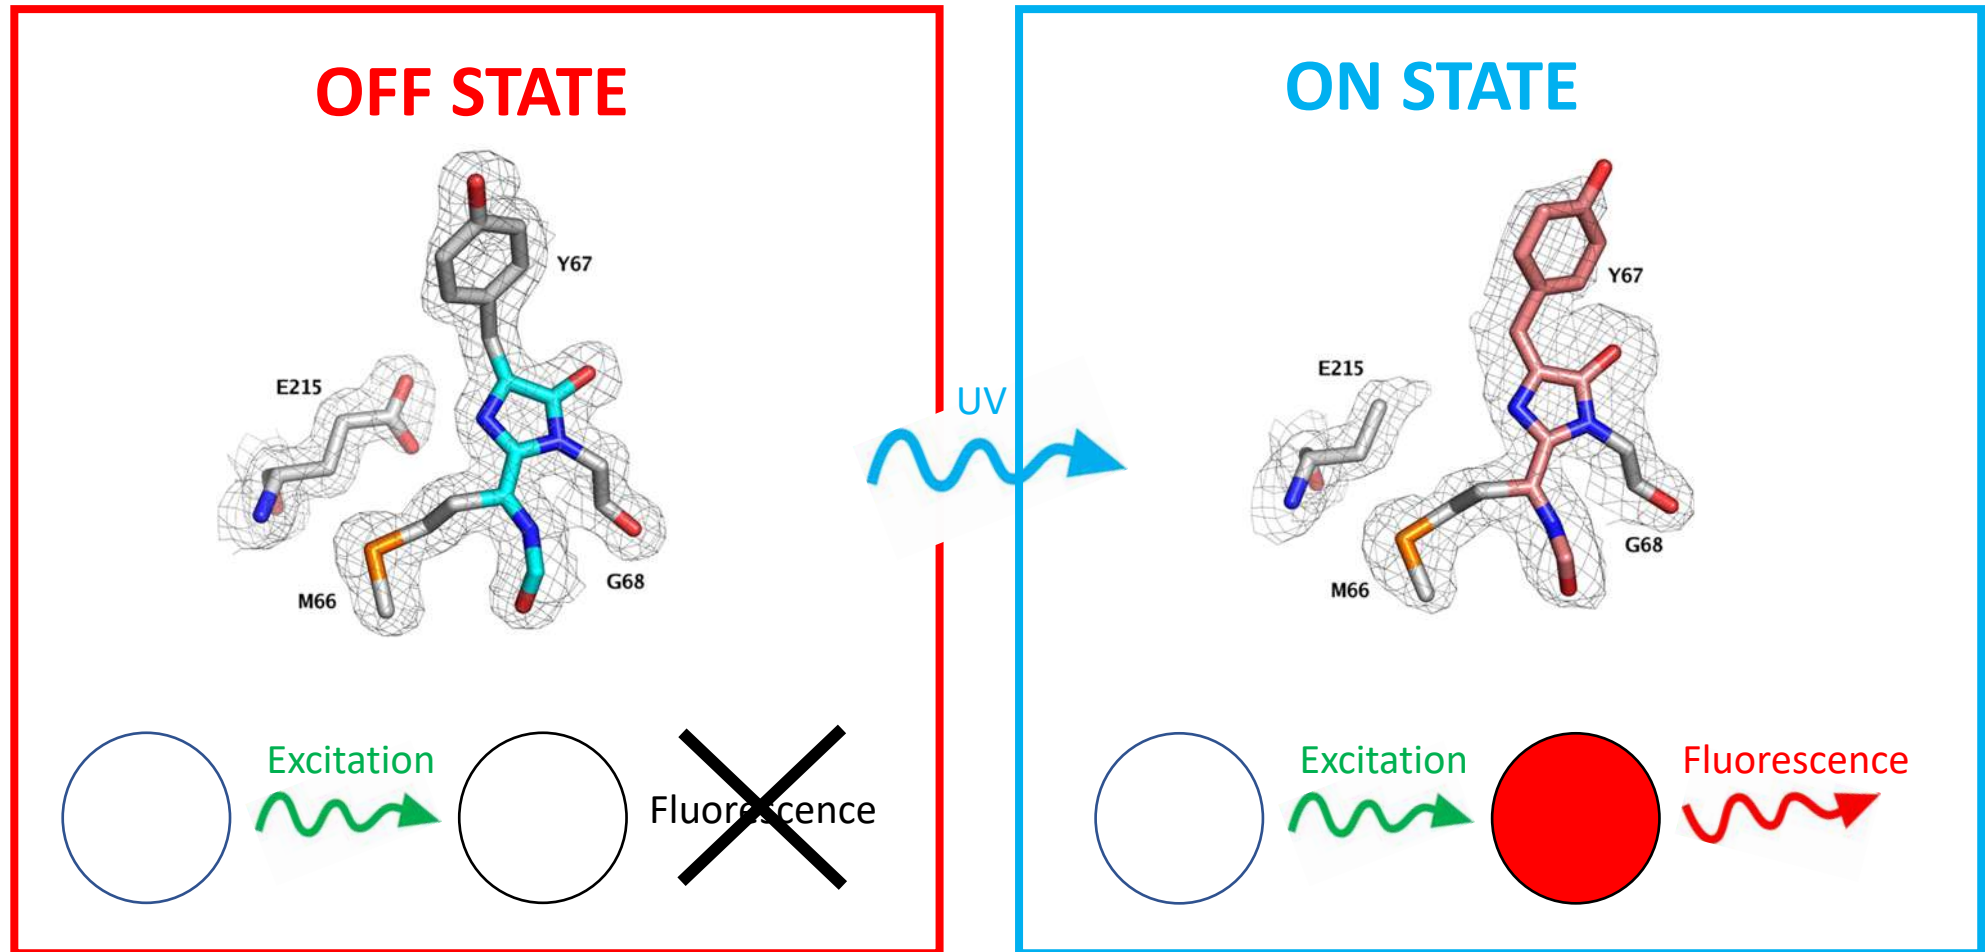 OFF STATE
Y67
E215
M66
G68
Excitation
Fluorescence
UV
ON STATE
Y67
E215
M66
G68
Excitation
Fluorescence